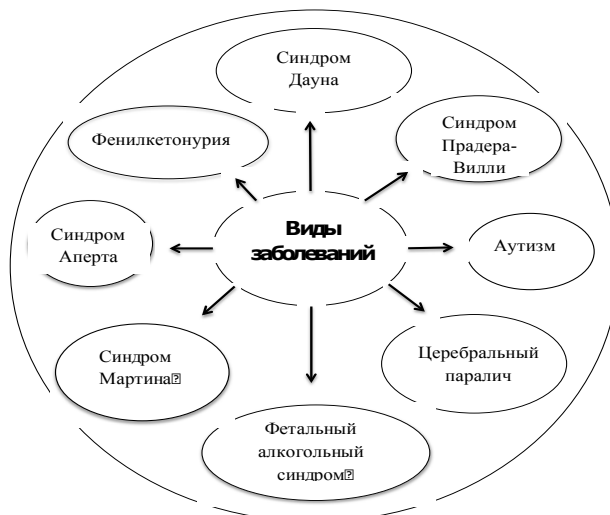 Синдром
Дауна
Синдром
Прадера-
Вилли
Фенилкетонурия
Виды
заболеваний
Синдром
Аперта
Аутизм
Церебральный
паралич
Синдром
Мартина
Фетальный
алкогольный
синдром